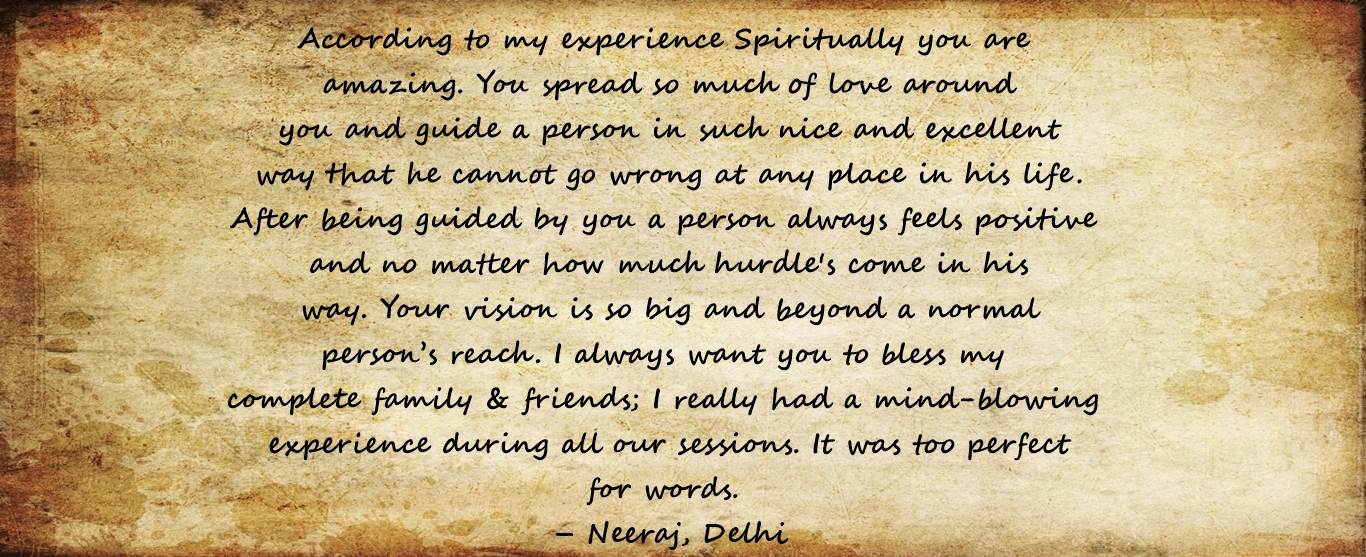 According to my experience Spiritually you are
amazing. You spread so much of love around
you and guide a person in such nice and excellent
way that he cannot go wrong at any place in his life.
After being guided by you a person always feels positive
and no matter how much hurdle's come in his
way. Your vision is so big and beyond a normal
person's reach. I always want you to bless my
complete family & friends; I really had a mind-blowing
experience during all our sessions. It was too perfect
for words.
– Neeraj, Delhi